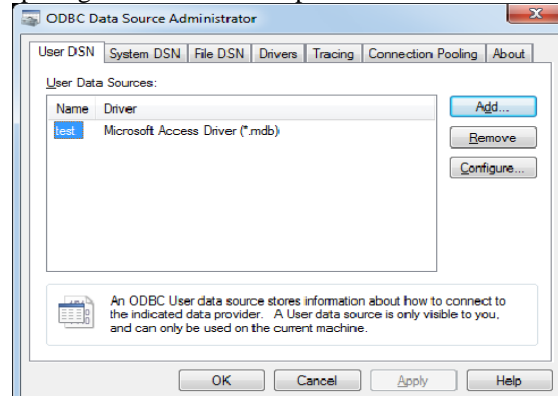 ODBC Data Source Administrator
User DSN System DSN File DSN Drivers Tracing Connection Pooling About
User Data Sources:
Name Driver
test Microsoft Access Driver (*.mdb)
Add...
Remove
Configure...
An ODBC User data source stores information about how to connect to
the indicated data provider. A User data source is only visible to you,
and can only be used on the current machine.
OK Cancel Apply Help